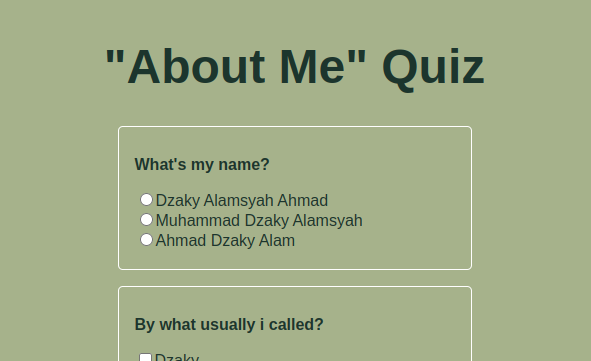 "About Me" Quiz
What's my name?
Dzaky Alamsyah Ahmad
Muhammad Dzaky Alamsyah
Ahmad Dzaky Alam
By what usually i called?
Dzaky